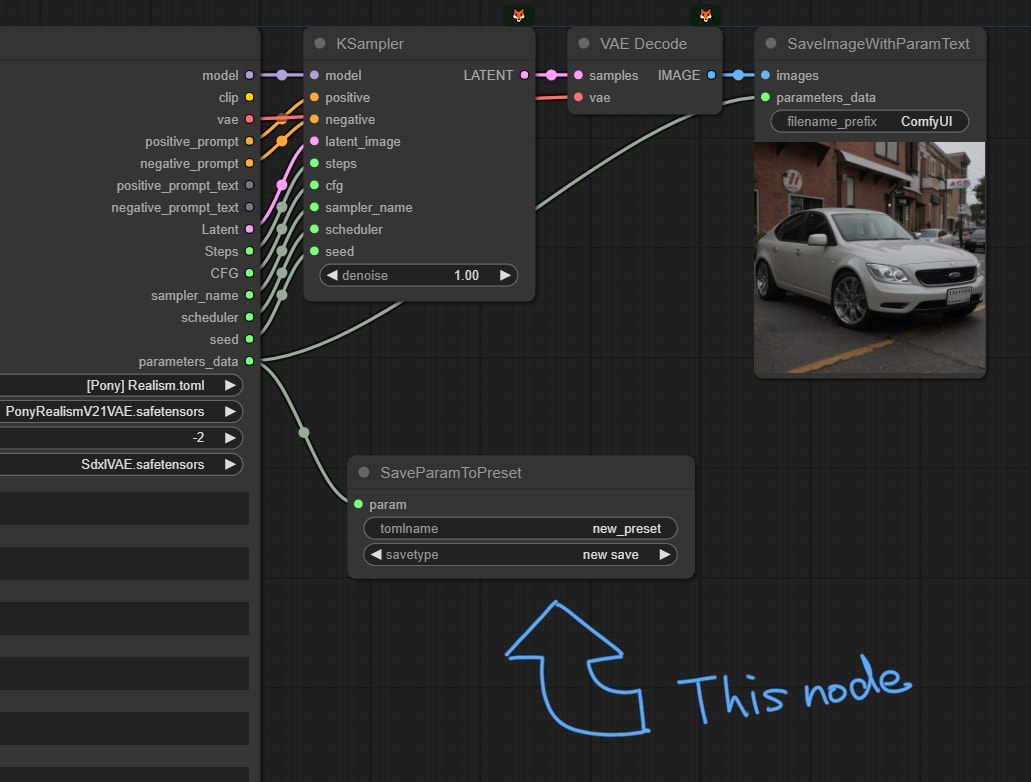 KSampler
VAE Decode
SaveImageWithParamText
model
clip
vae
positive_prompt
negative_prompt
positive_prompt_text
negative_prompt_text
Latent
Steps
CFG
sampler_name
scheduler
seed
parameters_data
[Pony] Realism.toml
PonyRealismV21VAE.safetensors
-2
SdxlVAE.safetensors
model
LATENT
positive
negative
latent_image
steps
cfg
sampler_name
scheduler
seed
denoise 1.00
samples
IMAGE
vae
images
parameters_data
filename_prefix ComfyUI
SaveParamToPreset
param
tomlname new_preset
savetype new save
This node